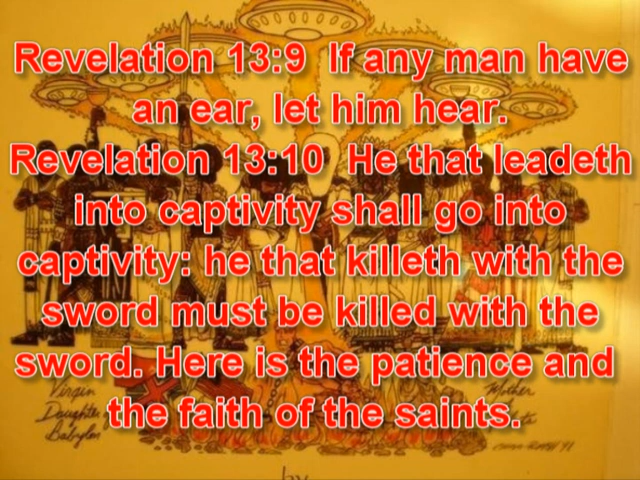 Revelation 13:9 If any man have
an ear, let him hear.
Revelation 13:10 He that leadeth
into captivity shall go into
captivity: he that killeth with the
sword must be killed with the
sword. Here is the patience and
the faith of the saints.
Virgin
Daughter
Babylon
Mother
by